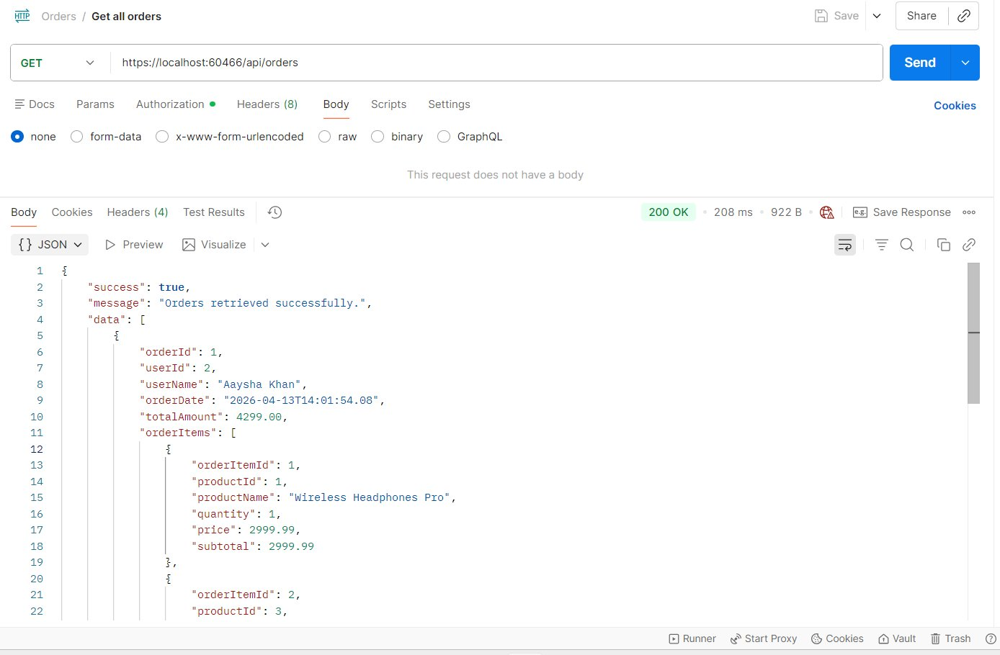 HTTP Orders / Get all orders Save Share
GET https://localhost:60466/api/orders Send
Docs Params Authorization Headers (8) Body Scripts Settings Cookies
none form-data x-www-form-urlencoded raw binary GraphQL
This request does not have a body
Body Cookies Headers (4) Test Results 200 OK • 208 ms • 922 B • e.g. Save Response
{} JSON Preview Visualize
1 {
2 "success": true,
3 "message": "Orders retrieved successfully.",
4 "data": [
5 {
6 "orderId": 1,
7 "userId": 2,
8 "userName": "Aaysha Khan",
9 "orderDate": "2026-04-13T14:01:54.08",
10 "totalAmount": 4299.00,
11 "orderItems": [
12 {
13 "orderItemId": 1,
14 "productId": 1,
15 "productName": "Wireless Headphones Pro",
16 "quantity": 1,
17 "price": 2999.99,
18 "subtotal": 2999.99
19 },
20 {
21 "orderItemId": 2,
22 "productId": 3,
Runner Start Proxy Cookies Vault Trash ?